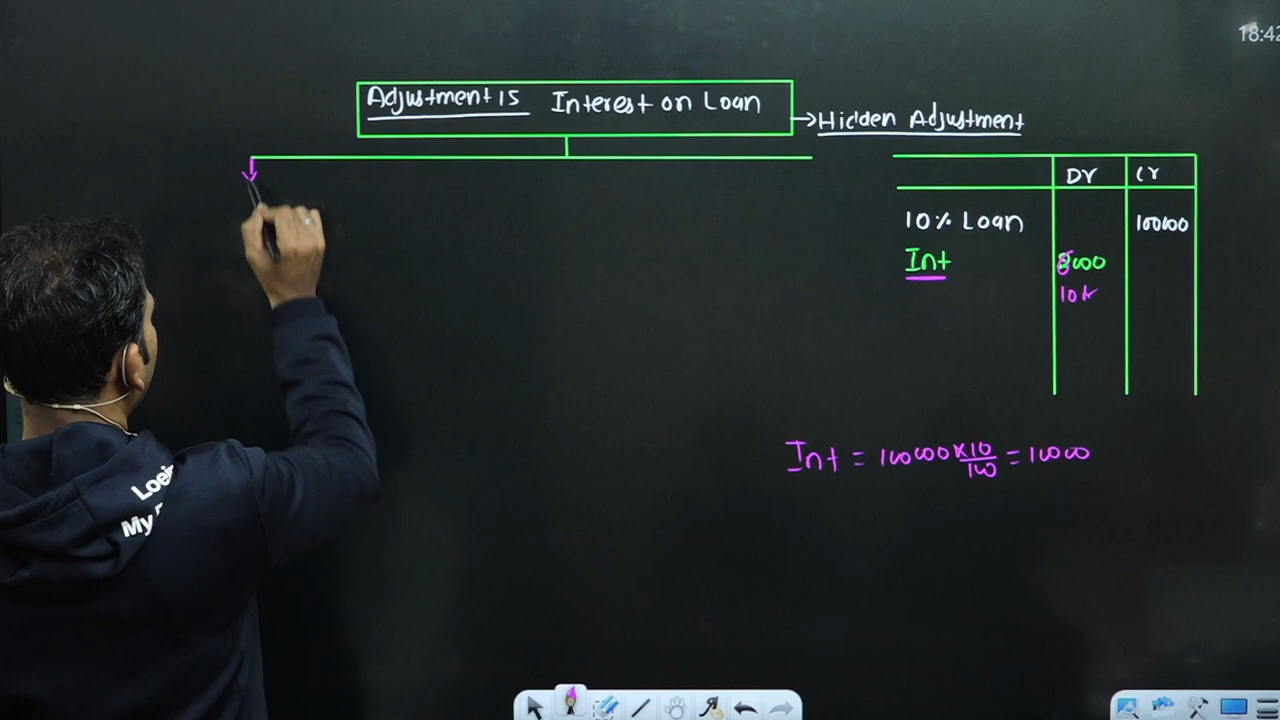 18:42
Adjustment 15 Interest on Loan
→Hidden Adjustment
Dr Cr
10% Loan 100000
Int 8000
10k
Int = 100000 × 10/100 = 10000
My